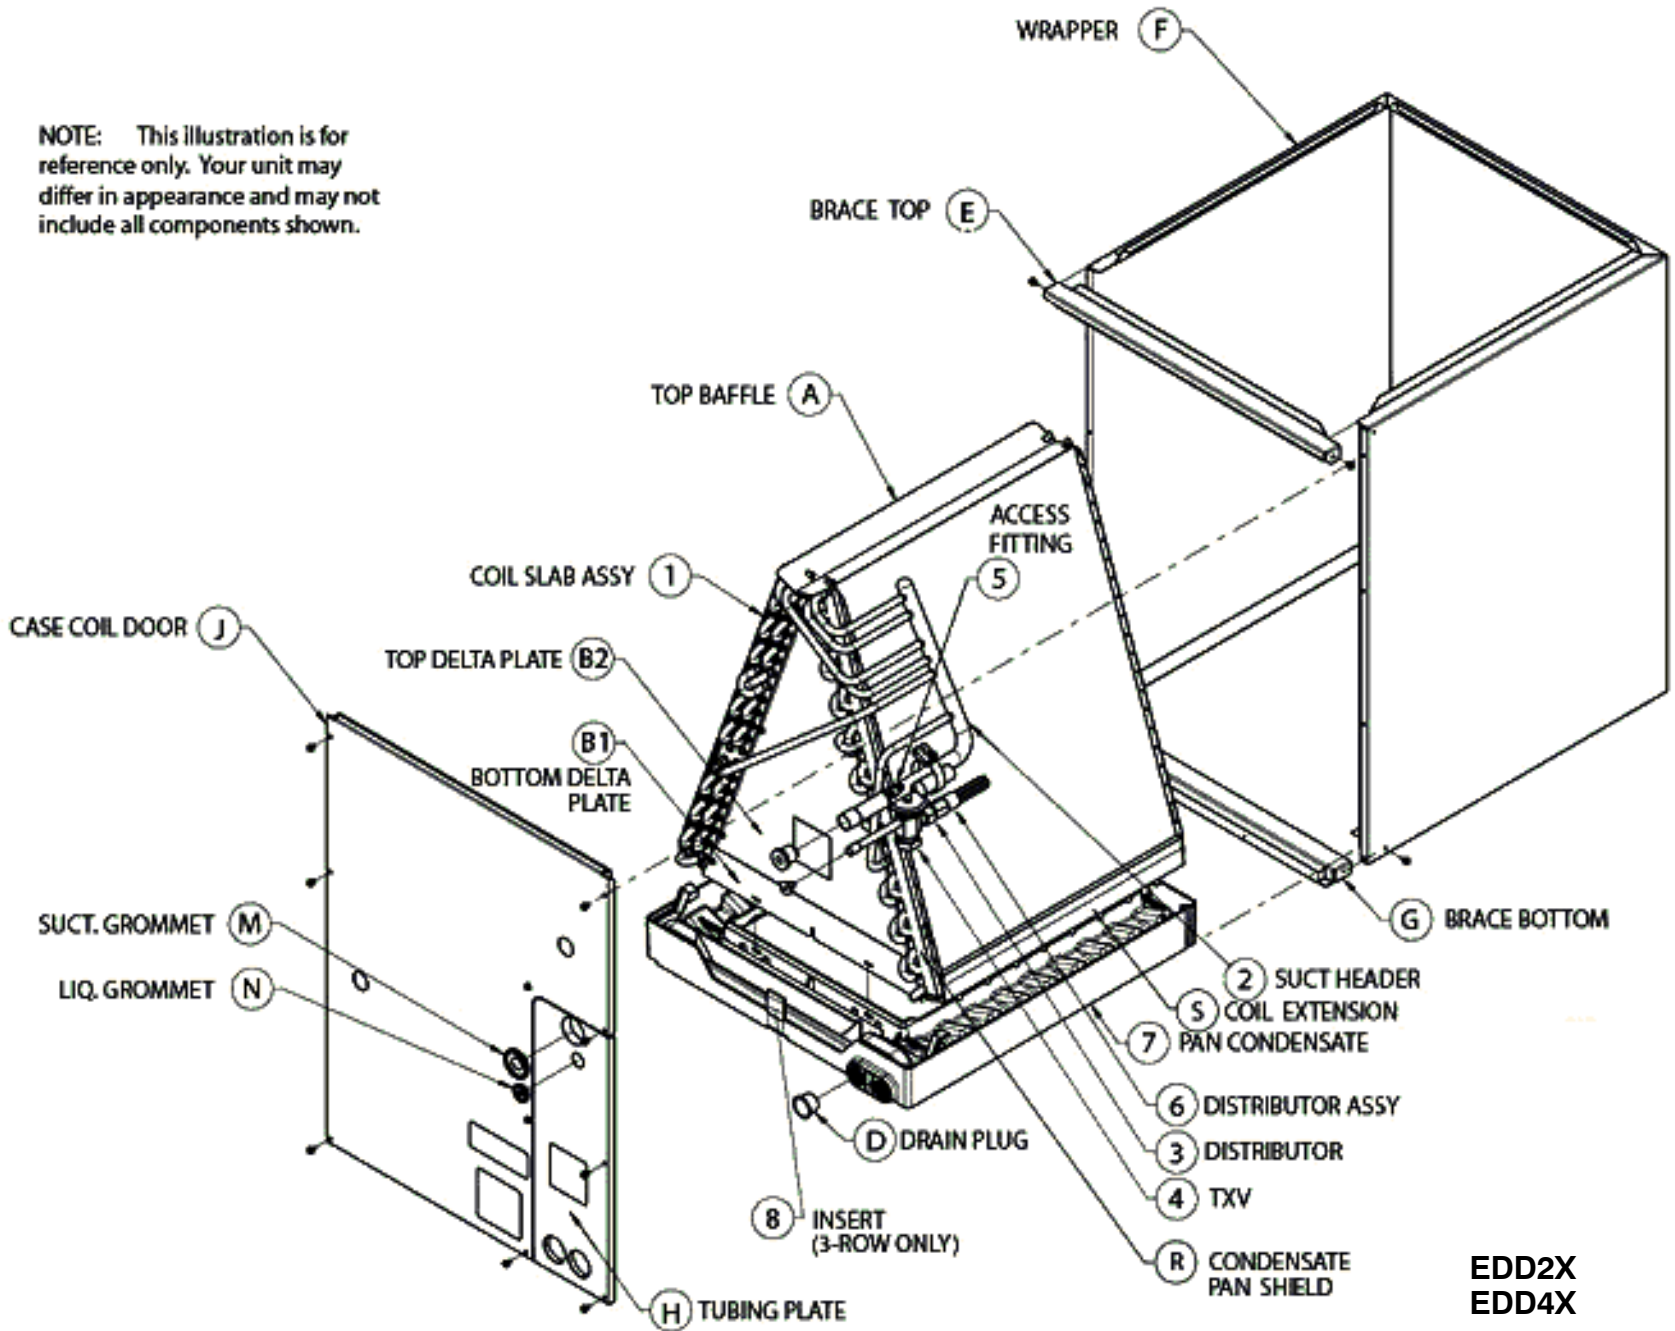 WRAPPER F
NOTE: This illustration is for
reference only. Your unit may
differ in appearance and may not
include all components shown.
BRACE TOP E
TOP BAFFLE A
ACCESS
FITTING
5
COIL SLAB ASSY 1
CASE COIL DOOR J
TOP DELTA PLATE B2
B1
BOTTOM DELTA
PLATE
SUCT. GROMMET M
LIQ. GROMMET N
G BRACE BOTTOM
2 SUCT HEADER
S COIL EXTENSION
7 PAN CONDENSATE
6 DISTRIBUTOR ASSY
D DRAIN PLUG
3 DISTRIBUTOR
4 TXV
8 INSERT
(3-ROW ONLY)
R CONDENSATE
PAN SHIELD
H TUBING PLATE
EDD2X
EDD4X